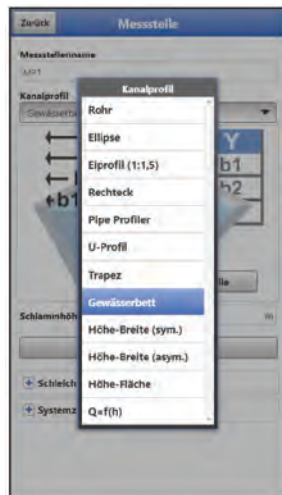 Zurück
Messstelle
Messstellenname
MP1
Kanalprofil
Gewässerbe
Y
b1
b2
+b1
lle
Schlammhöh
m
Schleich
Systemz
Kanalprofil
Rohr
Ellipse
Eiprofil (1:1,5)
Rechteck
Pipe Profiler
U-Profil
Trapez
Gewässerbett
Höhe-Breite (sym.)
Höhe-Breite (asym.)
Höhe-Fläche
Q=f(h)